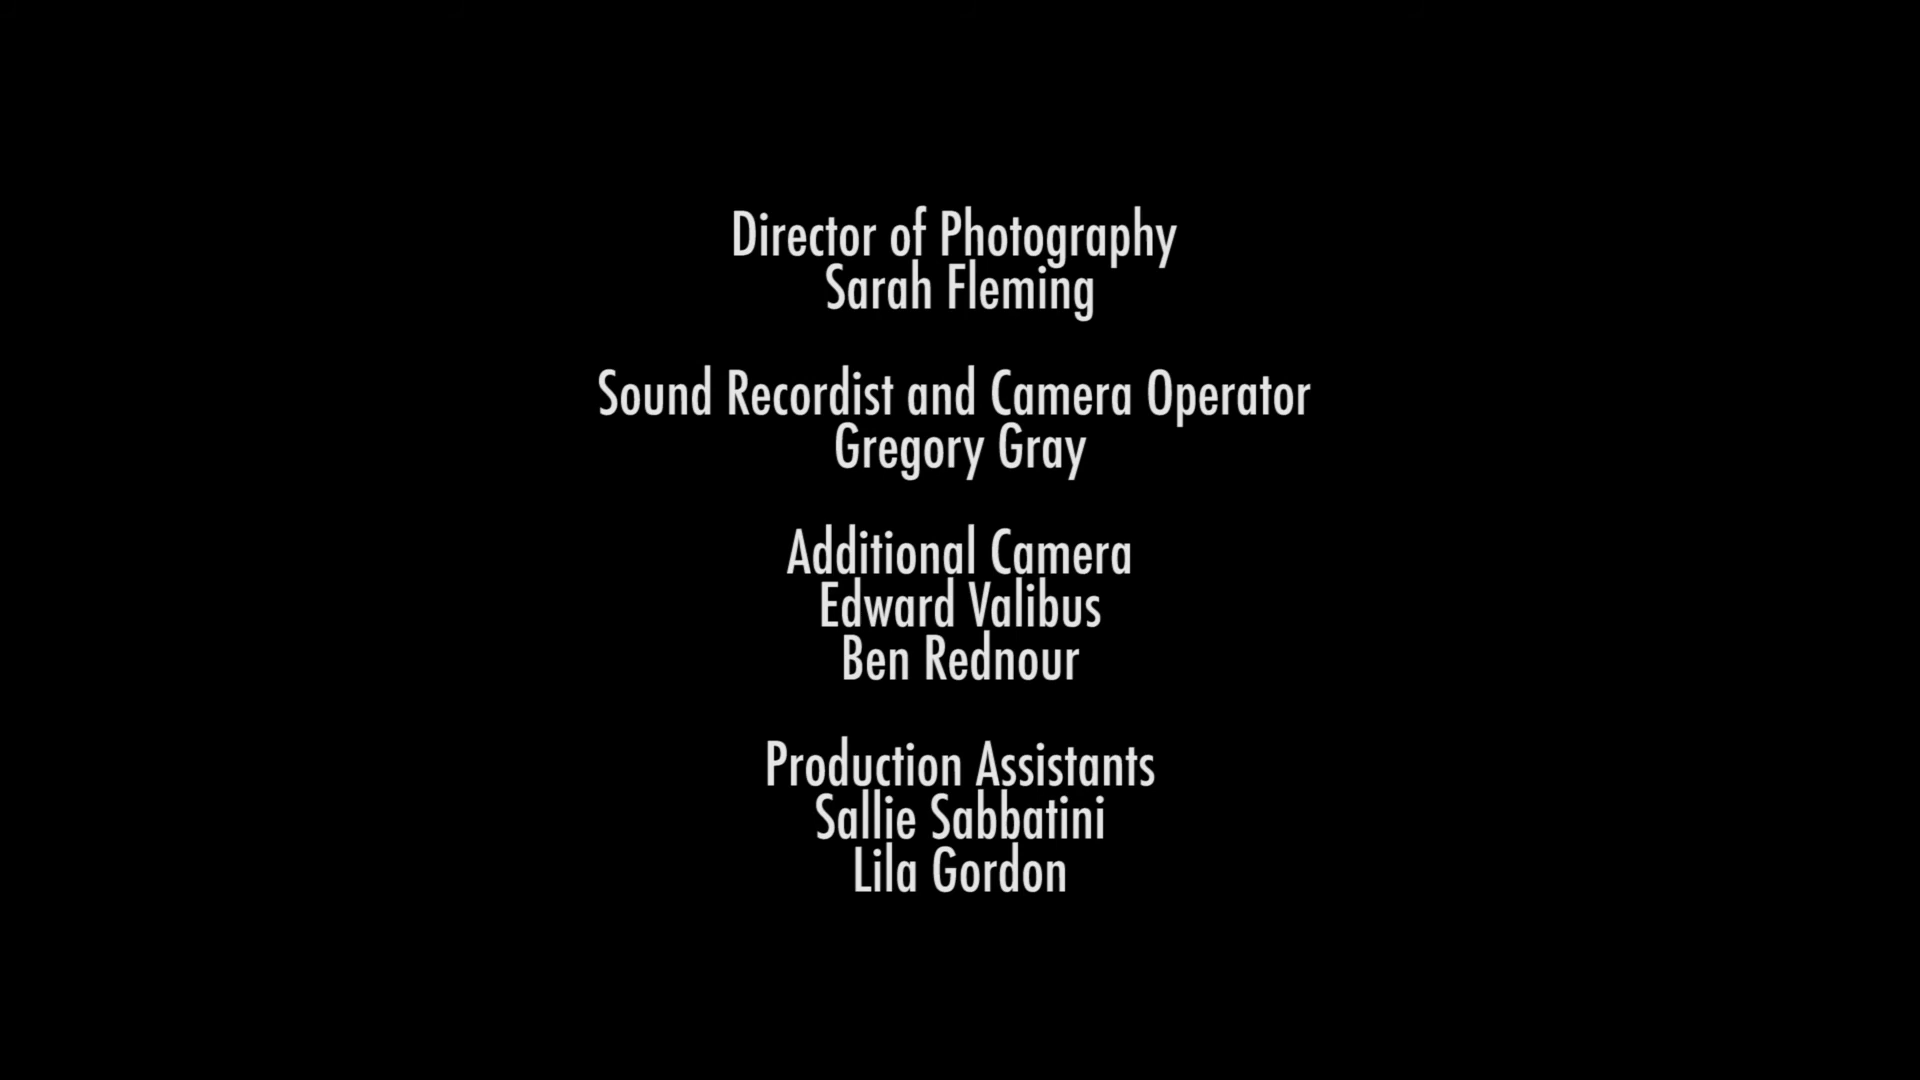 Director of Photography
Sarah Fleming
Sound Recordist and Camera Operator
Gregory Gray
Additional Camera
Edward Valibus
Ben Rednour
Production Assistants
Sallie Sabbatini
Lila Gordon